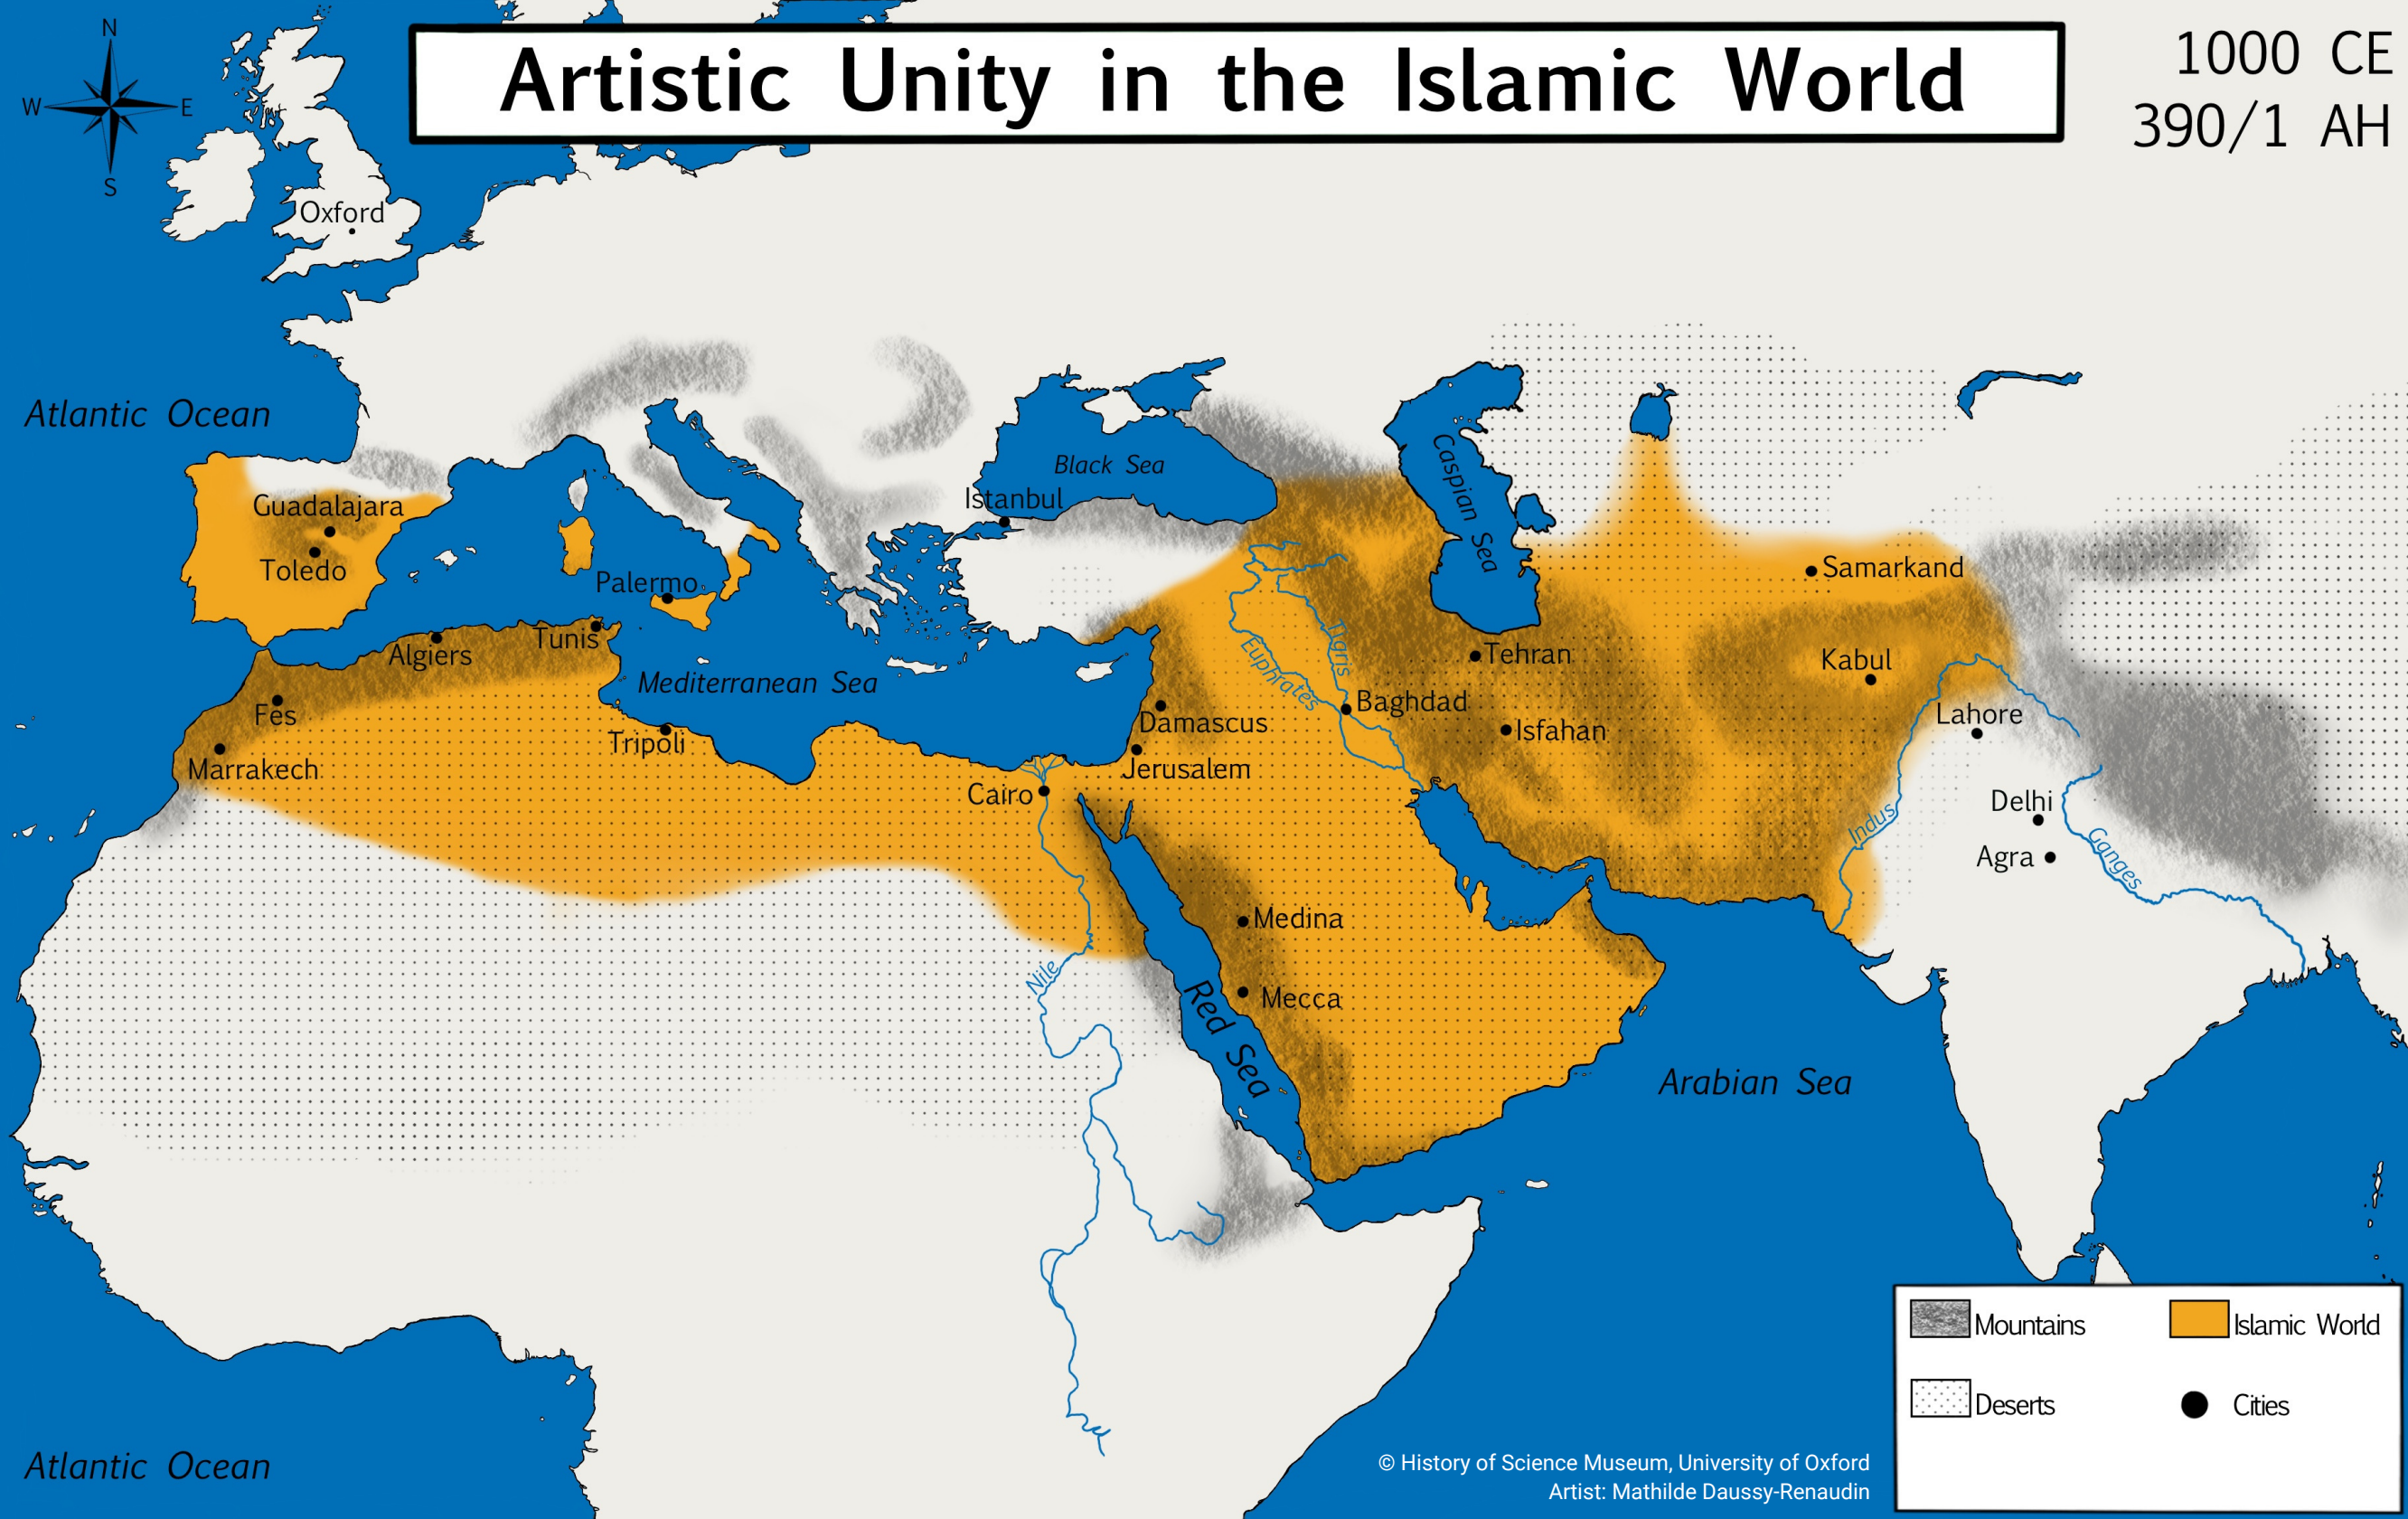 Artistic Unity in the Islamic World
1000 CE
390/1 AH
N
W
E
S
Oxford
Atlantic Ocean
Black Sea
Caspian Sea
Istanbul
Guadalajara
Toledo
Palermo
Samarkand
Tunis
Algiers
Mediterranean Sea
Tigris
Euphrates
Tehran
Kabul
Fes
Tripoli
Marrakech
Damascus
Jerusalem
Baghdad
Isfahan
Lahore
Cairo
Delhi
Agra
Indus
Ganges
Medina
Mecca
Nile
Red Sea
Arabian Sea
Mountains
Islamic World
Deserts
Cities
Atlantic Ocean
© History of Science Museum, University of Oxford
Artist: Mathilde Daussy-Renaudin